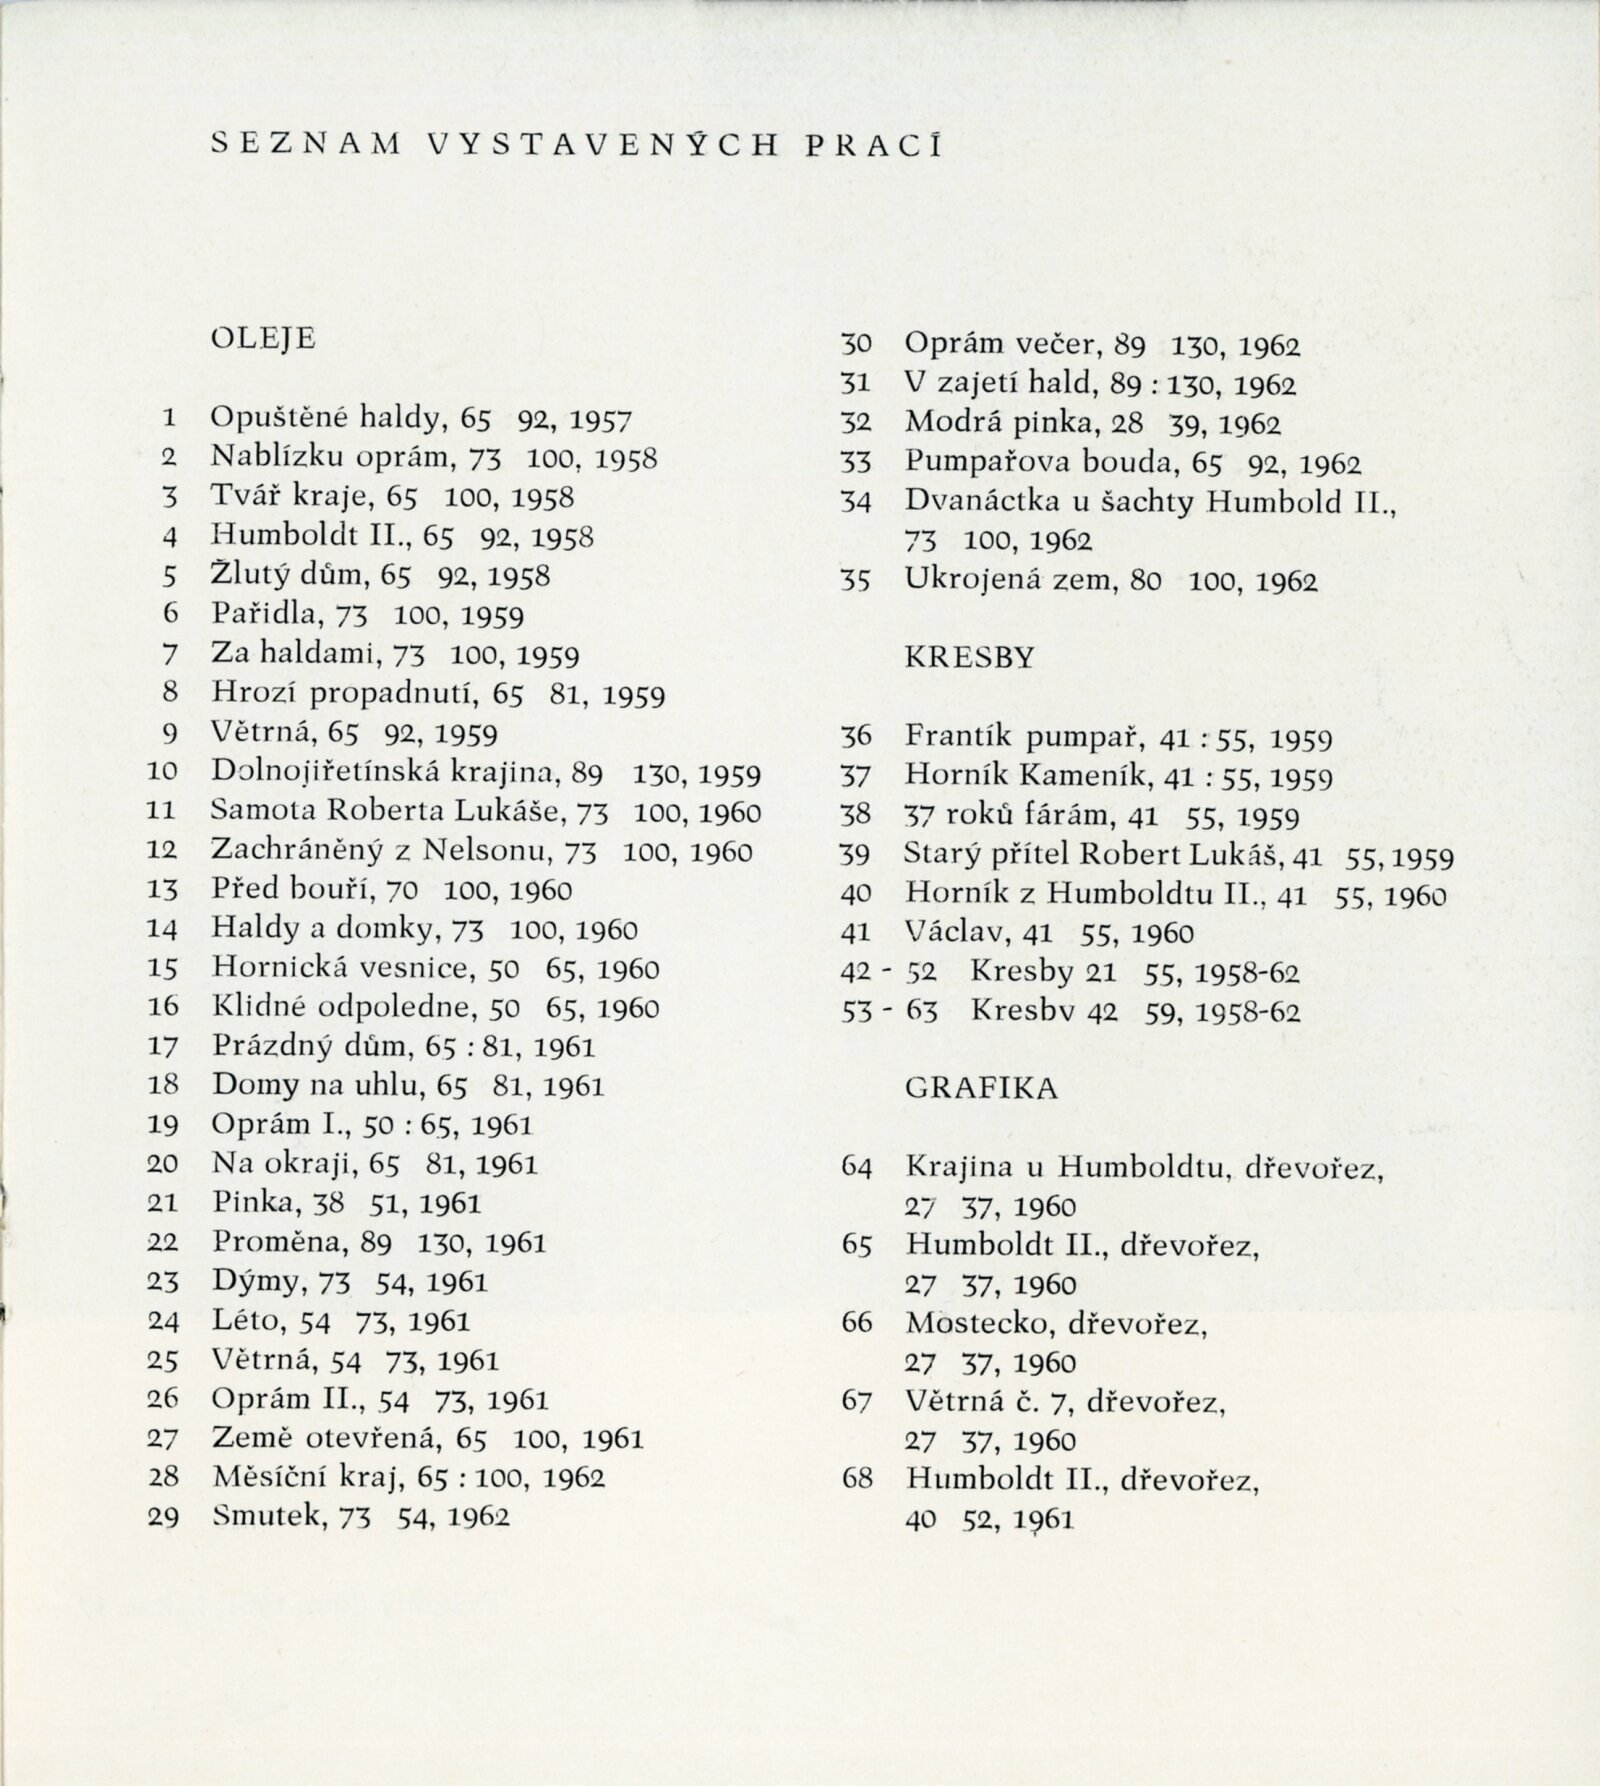 SEZNAM VYSTAVENÝCH PRACÍ
OLEJE
1 Opuštěné haldy, 65 92, 1957
2 Nablízku oprám, 73 100, 1958
3 Tvář kraje, 65 100, 1958
4 Humboldt II., 65 92, 1958
5 Žlutý dům, 65 92, 1958
6 Pařidla, 73 100, 1959
7 Za haldami, 73 100, 1959
8 Hrozí propadnutí, 65 81, 1959
9 Větrná, 65 92, 1959
10 Dolnojiřetínská krajina, 89 130, 1959
11 Samota Roberta Lukáše, 73 100, 1960
12 Zachráněný z Nelsonu, 73 100, 1960
13 Před bouří, 70 100, 1960
14 Haldy a domky, 73 100, 1960
15 Hornická vesnice, 50 65, 1960
16 Klidné odpoledne, 50 65, 1960
17 Prázdný dům, 65 : 81, 1961
18 Domy na uhlu, 65 81, 1961
19 Oprám I., 50 : 65, 1961
20 Na okraji, 65 81, 1961
21 Pinka, 38 51, 1961
22 Proměna, 89 130, 1961
23 Dýmy, 73 54, 1961
24 Léto, 54 73, 1961
25 Větrná, 54 73, 1961
26 Oprám II., 54 73, 1961
27 Země otevřená, 65 100, 1961
28 Měsíční kraj, 65 : 100, 1962
29 Smutek, 73 54, 1962
30 Oprám večer, 89 130, 1962
31 V zajetí hald, 89 : 130, 1962
32 Modrá pinka, 28 39, 1962
33 Pumpařova bouda, 65 92, 1962
34 Dvanáctka u šachty Humbold II.,
73 100, 1962
35 Ukrojená zem, 80 100, 1962
KRESBY
36 Frantík pumpař, 41 : 55, 1959
37 Horník Kameník, 41 : 55, 1959
38 37 roků fárám, 41 55, 1959
39 Starý přítel Robert Lukáš, 41 55, 1959
40 Horník z Humboldtu II., 41 55, 1960
41 Václav, 41 55, 1960
42 - 52 Kresby 21 55, 1958-62
53 - 63 Kresby 42 59, 1958-62
GRAFIKA
64 Krajina u Humboldtu, dřevořez,
27 37, 1960
65 Humboldt II., dřevořez,
27 37, 1960
66 Mostecko, dřevořez,
27 37, 1960
67 Větrná č. 7, dřevořez,
27 37, 1960
68 Humboldt II., dřevořez,
40 52, 1961